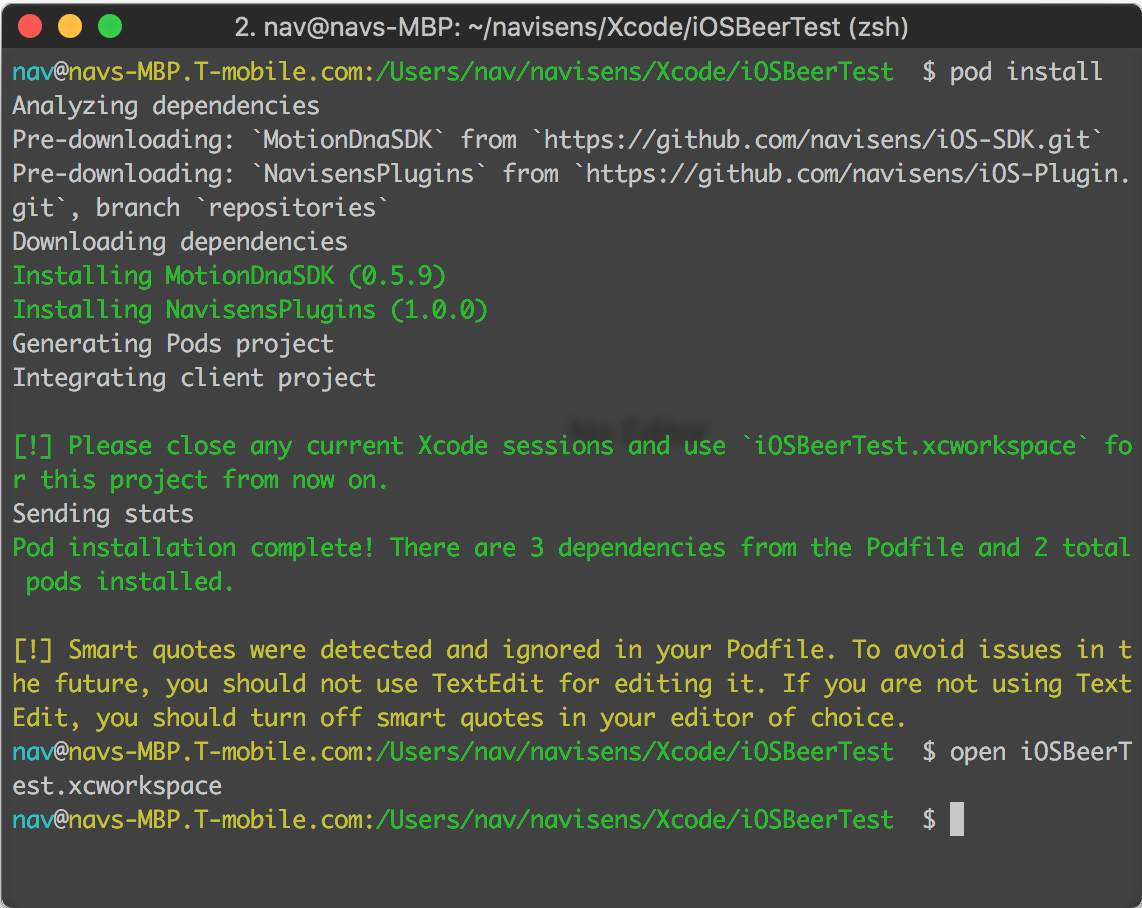 2. nav@navs-MBP: ~/navisens/Xcode/iOSBeerTest (zsh)
nav@navs-MBP.T-mobile.com:/Users/nav/navisens/Xcode/iOSBeerTest  $ pod install
Analyzing dependencies
Pre-downloading: `MotionDnaSDK` from `https://github.com/navisens/iOS-SDK.git`
Pre-downloading: `NavisensPlugins` from `https://github.com/navisens/iOS-Plugin.
git`, branch `repositories`
Downloading dependencies
Installing MotionDnaSDK (0.5.9)
Installing NavisensPlugins (1.0.0)
Generating Pods project
Integrating client project
No Editor
[!] Please close any current Xcode sessions and use `iOSBeerTest.xcworkspace` fo
r this project from now on.
Sending stats
Pod installation complete! There are 3 dependencies from the Podfile and 2 total
 pods installed.
[!] Smart quotes were detected and ignored in your Podfile. To avoid issues in t
he future, you should not use TextEdit for editing it. If you are not using Text
Edit, you should turn off smart quotes in your editor of choice.
nav@navs-MBP.T-mobile.com:/Users/nav/navisens/Xcode/iOSBeerTest  $ open iOSBeerT
est.xcworkspace
nav@navs-MBP.T-mobile.com:/Users/nav/navisens/Xcode/iOSBeerTest  $